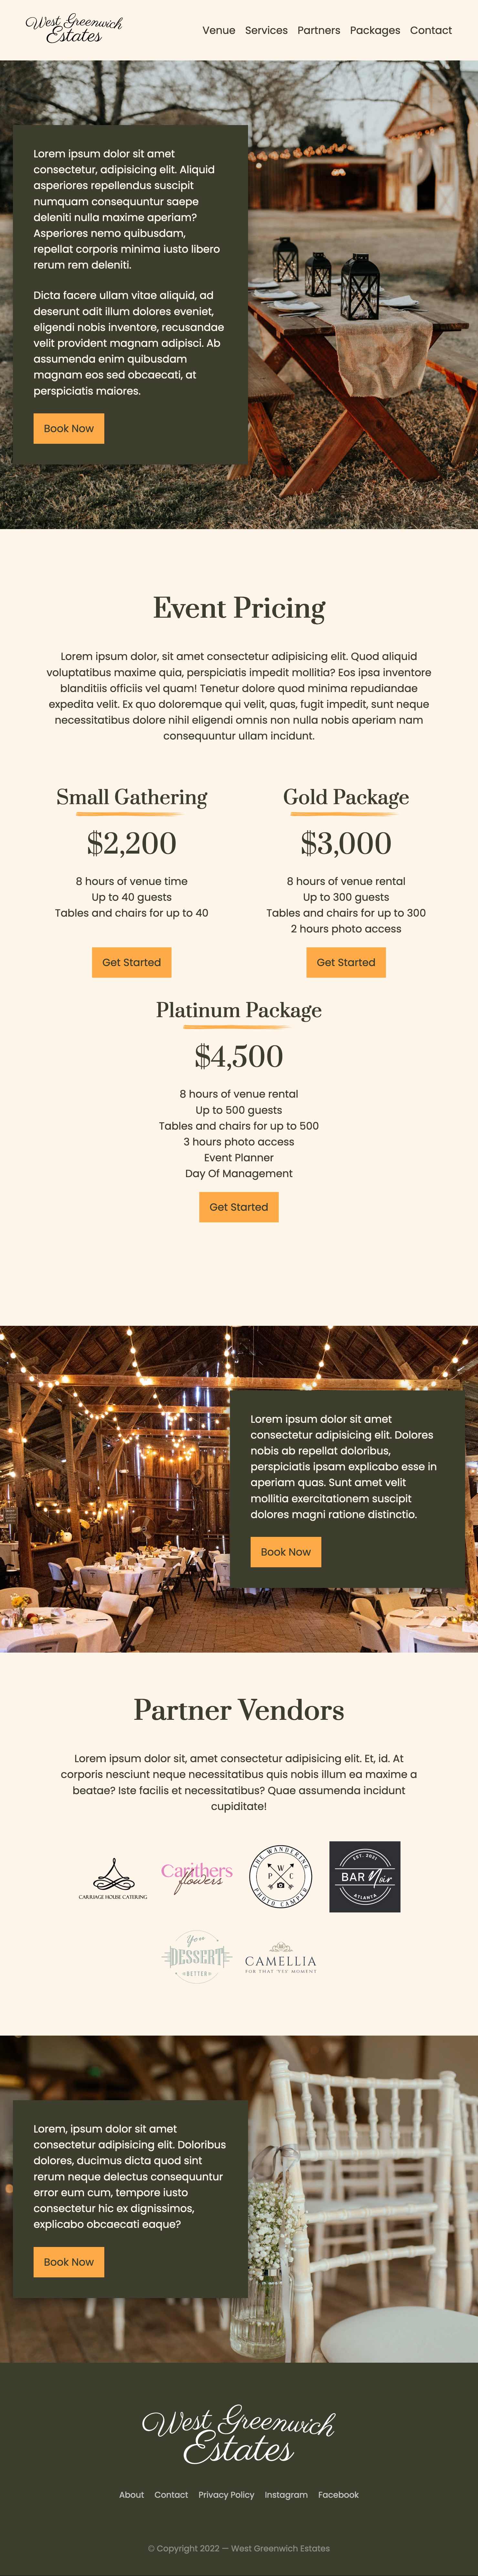 West Greenwich
Estates
Venue Services Partners Packages Contact
Lorem ipsum dolor sit amet
consectetur, adipisicing elit. Aliquid
asperiores repellendus suscipit
numquam consequuntur saepe
deleniti nulla maxime aperiam?
Asperiores nemo quibusdam,
repellat corporis minima iusto libero
rerum rem deleniti.
Dicta facere ullam vitae aliquid, ad
deserunt odit illum dolores eveniet,
eligendi nobis inventore, recusandae
velit provident magnam adipisci. Ab
assumenda enim quibusdam
magnam eos sed obcaecati, at
perspiciatis maiores.
Book Now
Event Pricing
Lorem ipsum dolor, sit amet consectetur adipisicing elit. Quod aliquid
voluptatibus maxime quia, perspiciatis impedit mollitia? Eos ipsa inventore
blanditiis officiis vel quam! Tenetur dolore quod minima repudiandae
expedita velit. Ex quo doloremque qui velit, quas, fugit impedit, sunt neque
necessitatibus dolore nihil eligendi omnis non nulla nobis aperiam nam
consequuntur ullam incidunt.
Small Gathering
$2,200
8 hours of venue time
Up to 40 guests
Tables and chairs for up to 40
Get Started
Gold Package
$3,000
8 hours of venue rental
Up to 300 guests
Tables and chairs for up to 300
2 hours photo access
Get Started
Platinum Package
$4,500
8 hours of venue rental
Up to 500 guests
Tables and chairs for up to 500
3 hours photo access
Event Planner
Day Of Management
Get Started
Lorem ipsum dolor sit amet
consectetur adipisicing elit. Dolores
nobis ab repellat doloribus,
perspiciatis ipsam explicabo esse in
aperiam quas. Sunt amet velit
mollitia exercitationem suscipit
dolores magni ratione distinctio.
Book Now
Partner Vendors
Lorem ipsum dolor sit, amet consectetur adipisicing elit. Et, id. At
corporis nesciunt neque necessitatibus quis nobis illum ea maxime a
beatae? Iste facilis et necessitatibus? Quae assumenda incidunt
cupiditate!
CARRIAGE HOUSE CATERING
Carithers
flowers
THE WANDERING
W
P C
PHOTO CAMPER
EST. 2021
BAR Noir
ATLANTA
You
DESSERT
BETTER
CAMELLIA
FOR THAT 'YES' MOMENT
Lorem, ipsum dolor sit amet
consectetur adipisicing elit. Doloribus
dolores, ducimus dicta quod sint
rerum neque delectus consequuntur
error eum cum, tempore iusto
consectetur hic ex dignissimos,
explicabo obcaecati eaque?
Book Now
West Greenwich
Estates
About Contact Privacy Policy Instagram Facebook
© Copyright 2022 — West Greenwich Estates